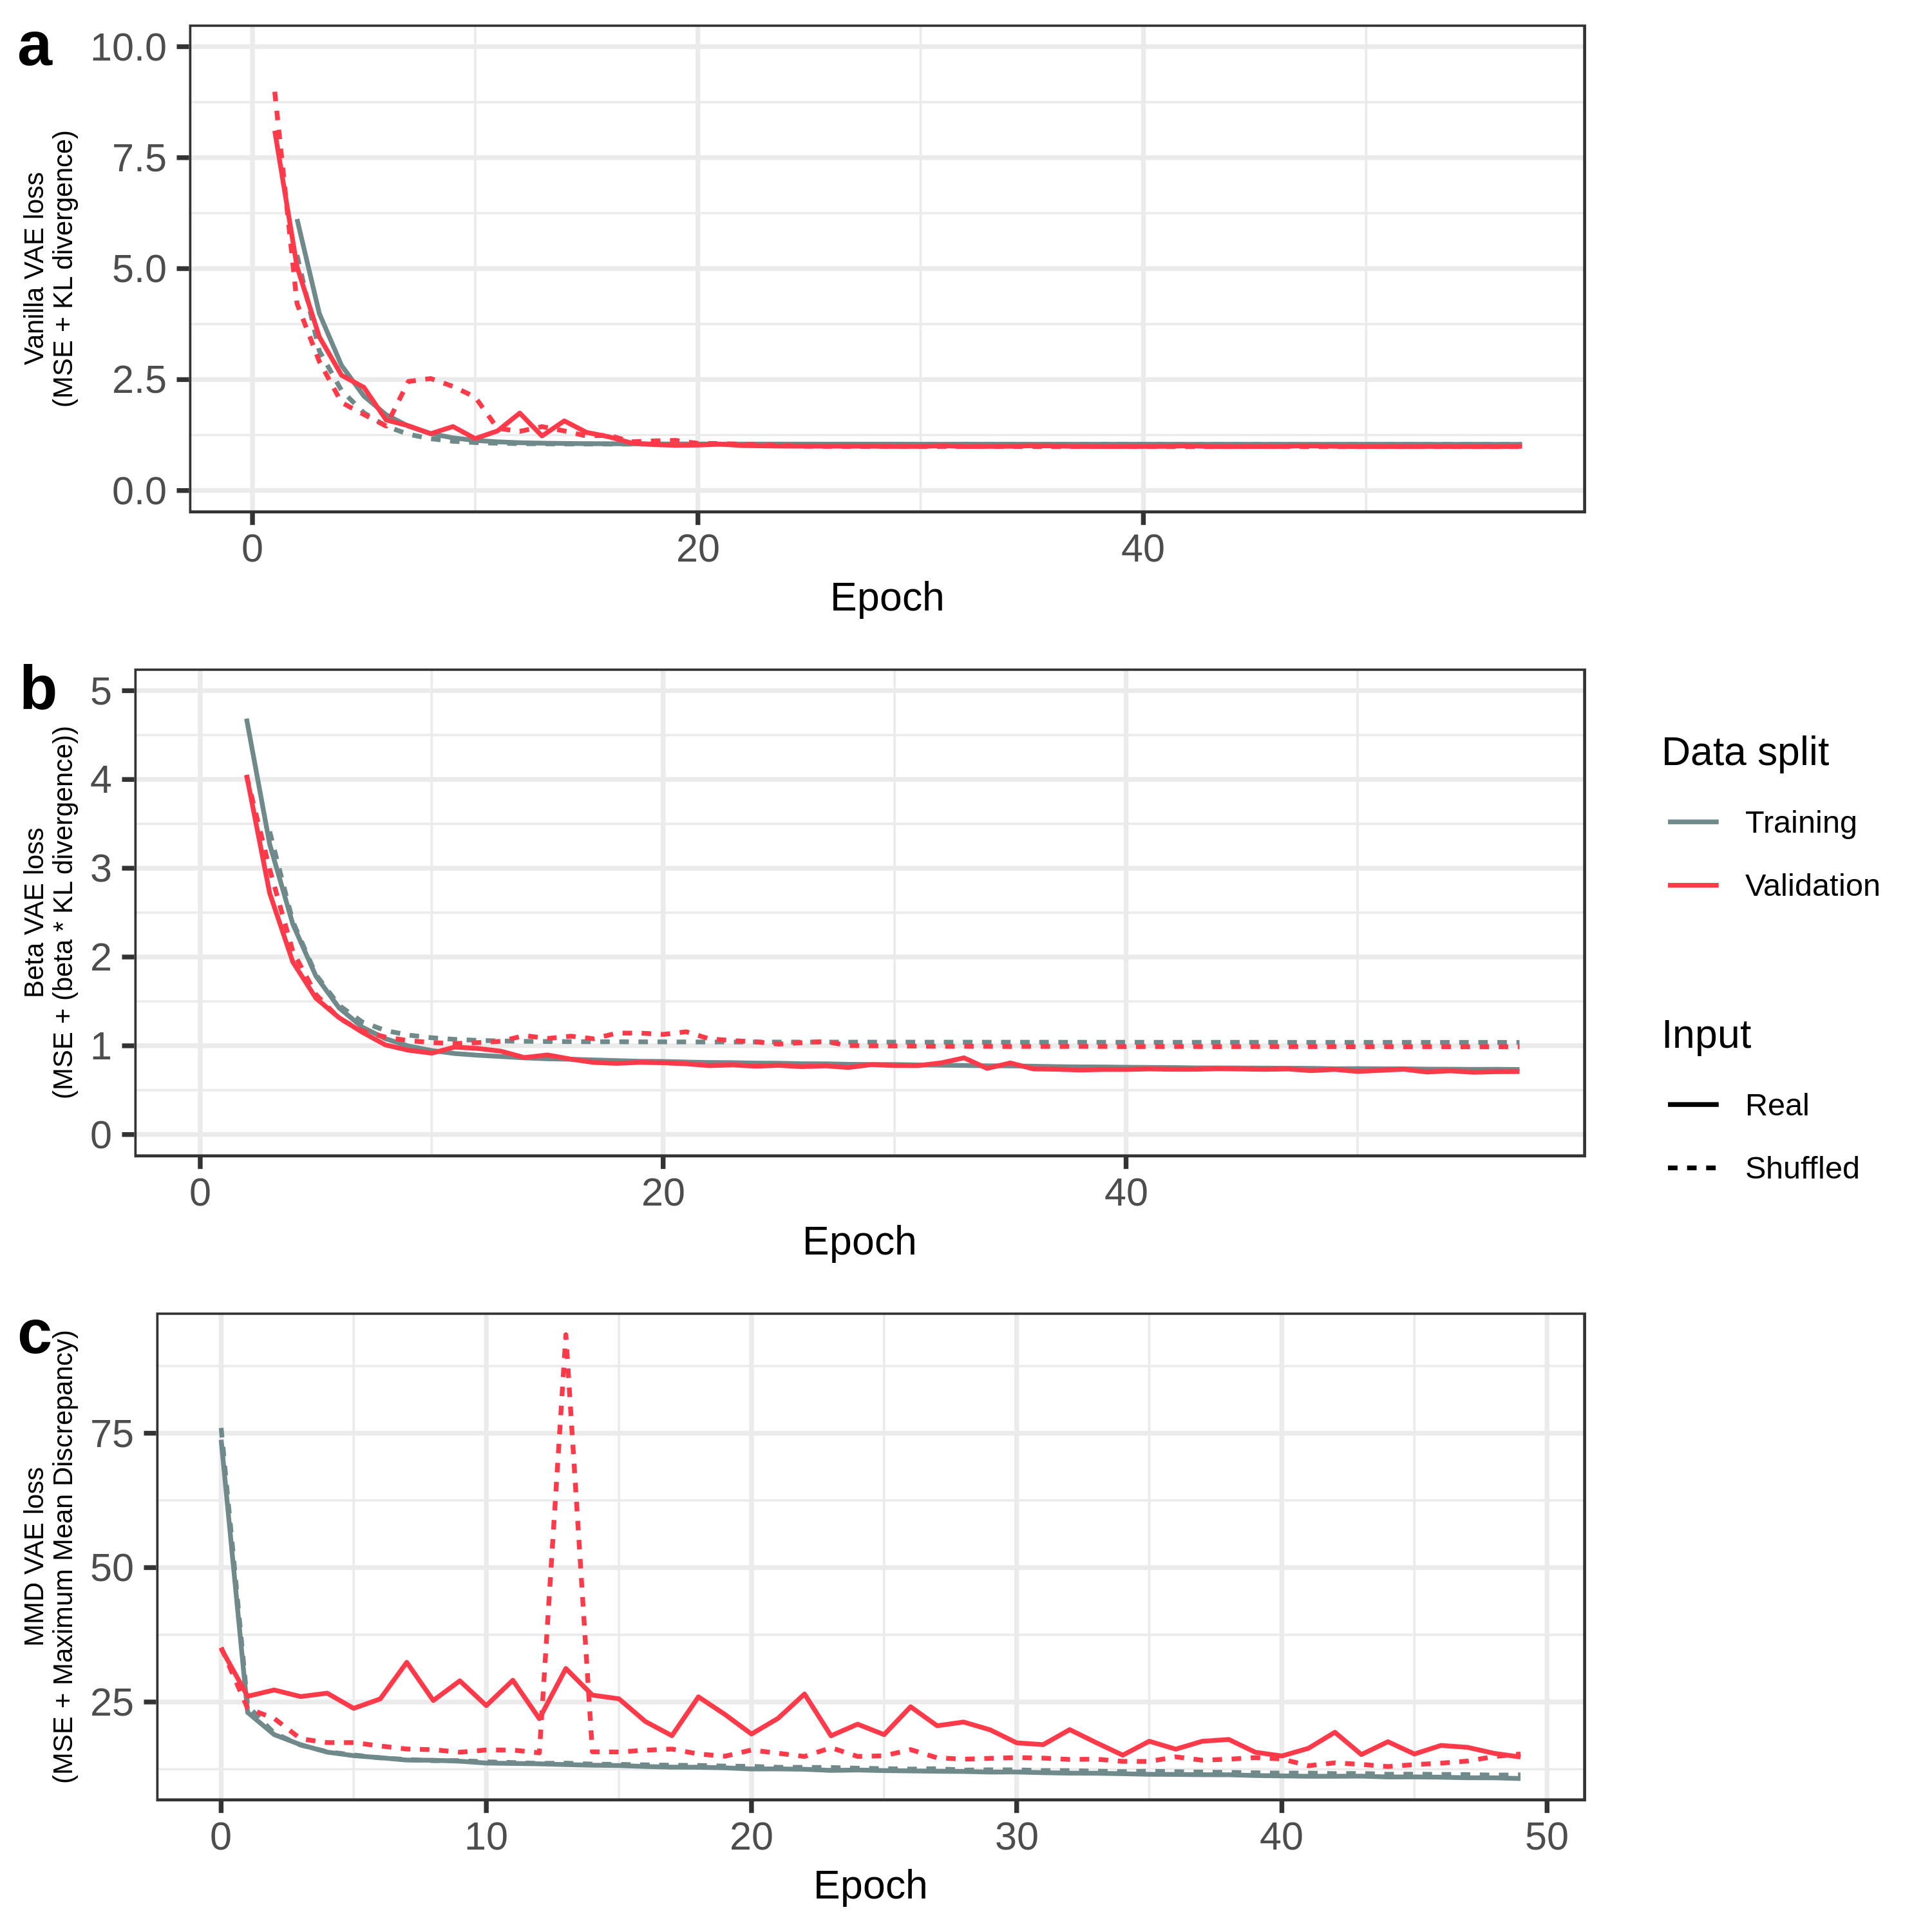 a
Vanilla VAE loss
(MSE + KL divergence)
10.0
7.5
5.0
2.5
0.0
0 20 40
Epoch
b
Beta VAE loss
(MSE + (beta * KL divergence))
5
4
3
2
1
0
0 20 40
Epoch
Data split
Training
Validation
Input
Real
Shuffled
c
MMD VAE loss
(MSE + Maximum Mean Discrepancy)
75
50
25
0 10 20 30 40 50
Epoch